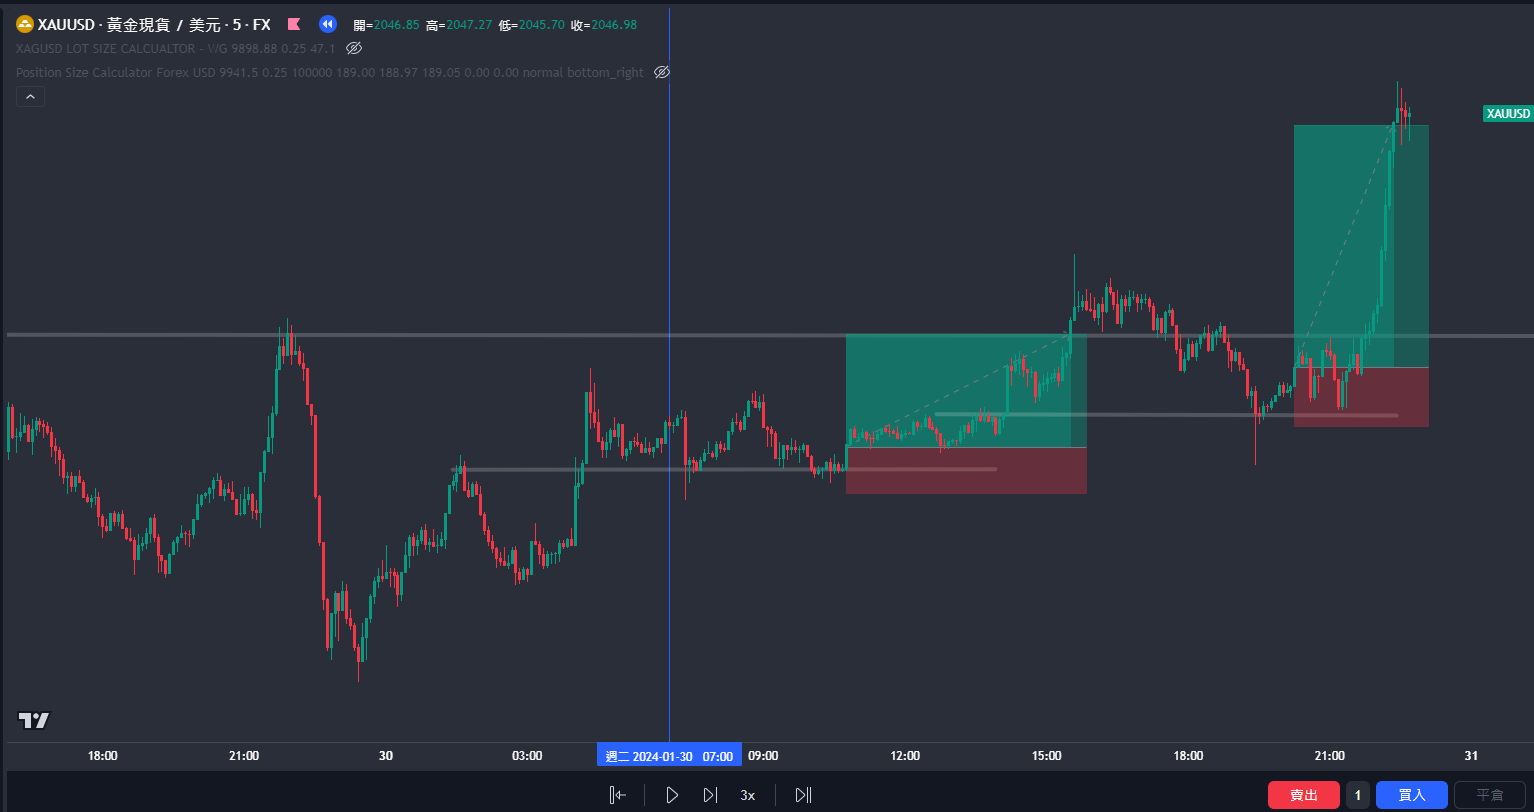 XAUUSD · 黃金現貨 / 美元 · 5 · FX 開=2046.85 高=2047.27 低=2045.70 收=2046.98
XAGUSD LOT SIZE CALCUALTOR - WG 9898.88 0.25 47.1
Position Size Calculator Forex USD 9941.5 0.25 100000 189.00 188.97 189.05 0.00 0.00 normal bottom_right
XAUUSD
18:00 21:00 30 03:00 週二 2024-01-30 07:00 09:00 12:00 15:00 18:00 21:00 31
3x 賣出 1 買入 平倉